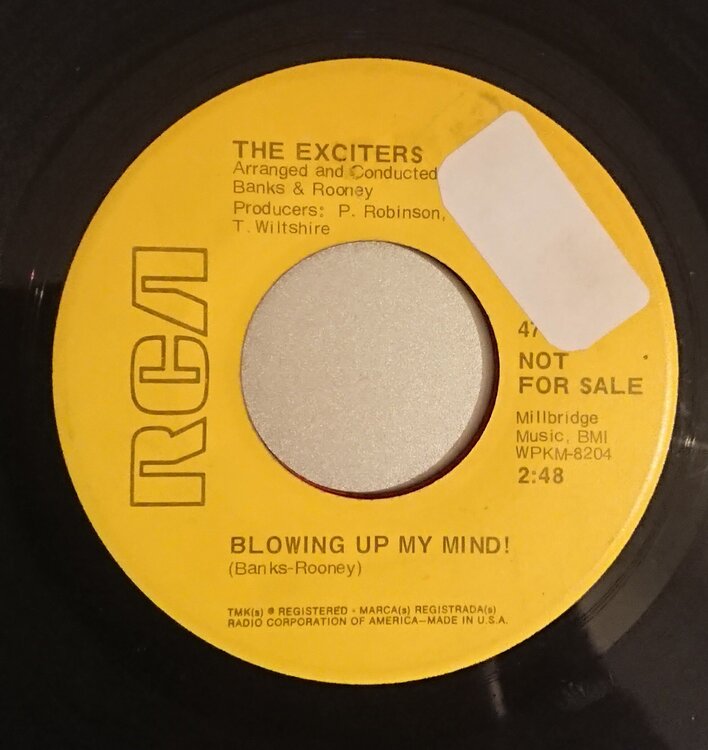 THE EXCITERS
Arranged and Conducted
Banks & Rooney
Producers: P. Robinson,
T. Wiltshire
RCA
47
NOT
FOR SALE
Millbridge
Music, BMI
WPKM-8204
2:48
BLOWING UP MY MIND!
(Banks-Rooney)
TMK(s) ® REGISTERED • MARCA(s) REGISTRADA(s)
RADIO CORPORATION OF AMERICA—MADE IN U.S.A.